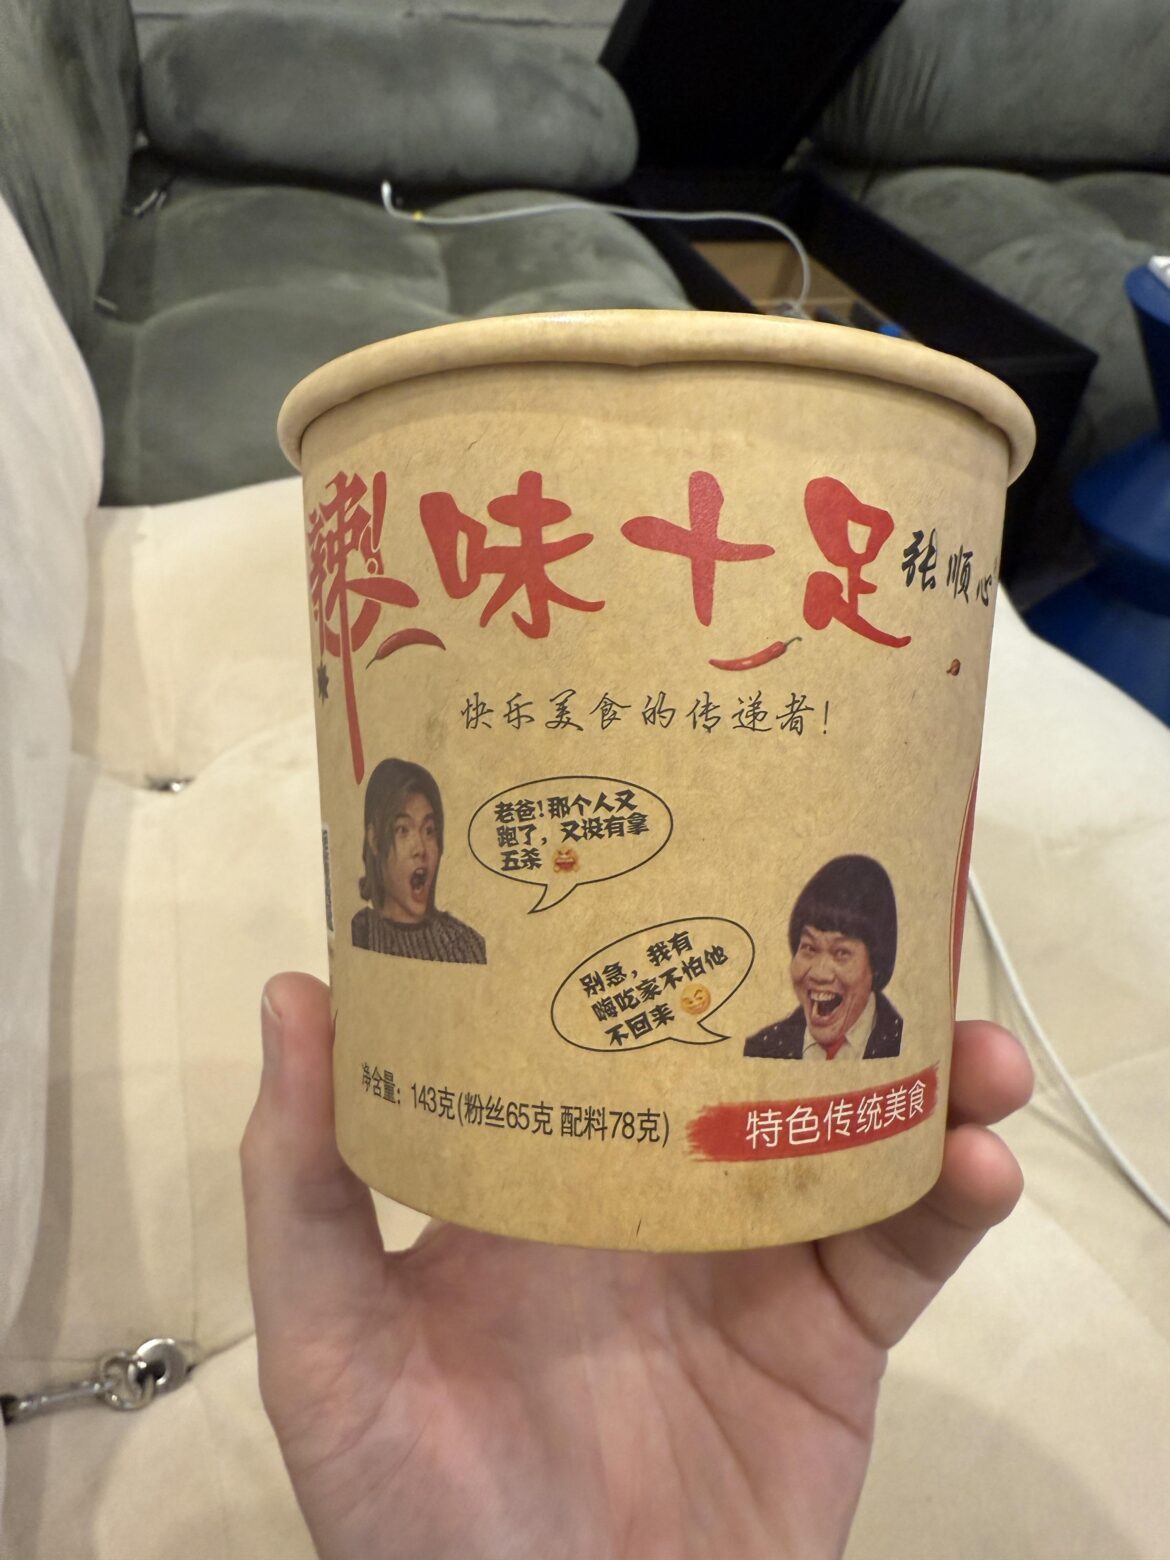 辣味十足
张顺心
快乐美食的传递者！
老爸！那个人又
跑了，又没有拿
五杀
别急，我有
嗨吃家不怕他
不回来
净含量：143克(粉丝65克 配料78克)
特色传统美食